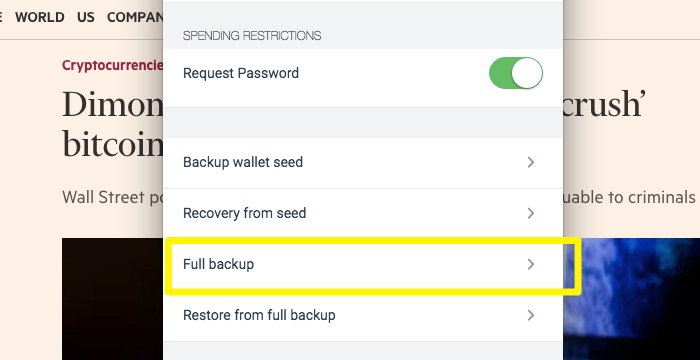 WORLD US COMPAN
SPENDING RESTRICTIONS
Cryptocurrencie
Request Password
Dimon crush’
bitcoin
Backup wallet seed
Wall Street uable to criminals
Recovery from seed
Full backup
Restore from full backup